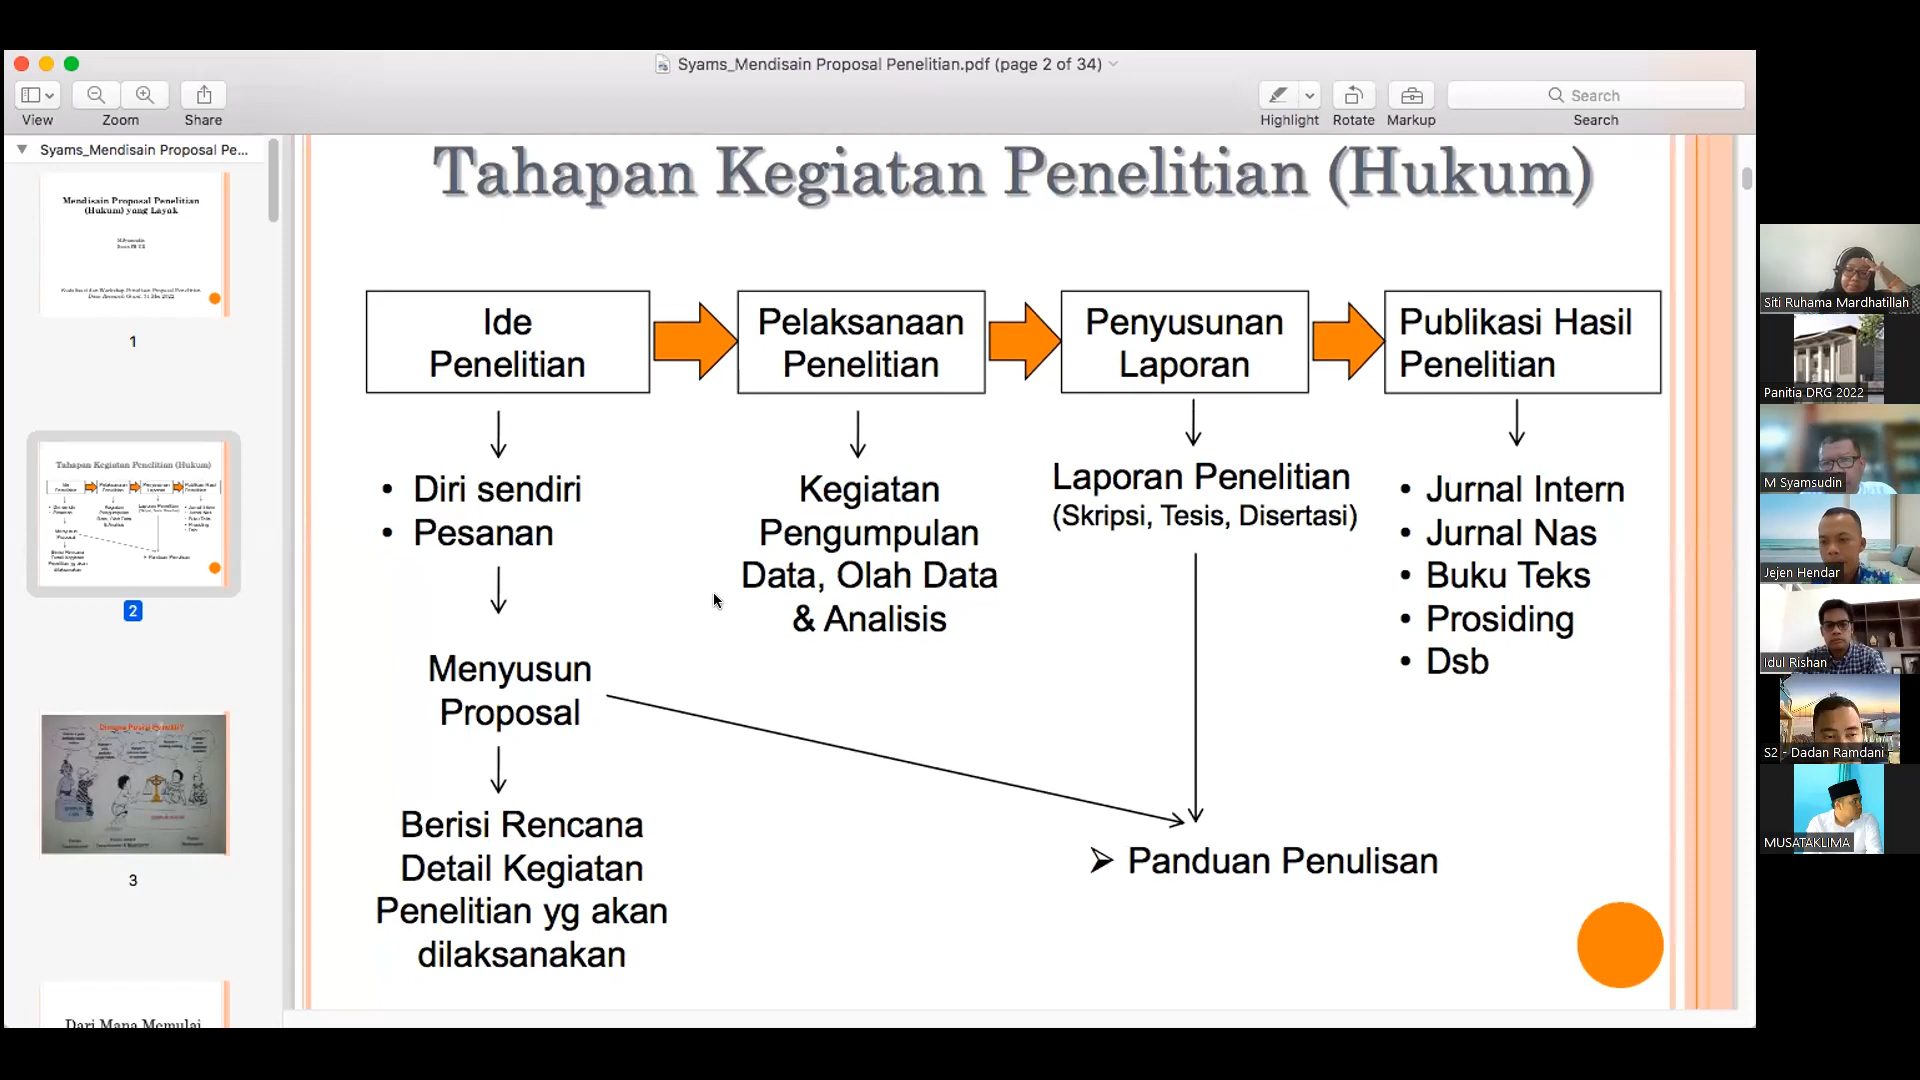 Syams_Mendisain Proposal Penelitian.pdf (page 2 of 34)
View
Zoom
Share
Highlight
Rotate
Markup
Search
Search
Syams_Mendisain Proposal Pe...
Mendisain Proposal Penelitian
(Hukum) yang Layak
1
Tahapan Kegiatan Penelitian (Hukum)
2
3
Dari Mana Memulai
Tahapan Kegiatan Penelitian (Hukum)
Ide
Penelitian
Pelaksanaan
Penelitian
Penyusunan
Laporan
Publikasi Hasil
Penelitian
• Diri sendiri
• Pesanan
Menyusun
Proposal
Berisi Rencana
Detail Kegiatan
Penelitian yg akan
dilaksanakan
Kegiatan
Pengumpulan
Data, Olah Data
& Analisis
Laporan Penelitian
(Skripsi, Tesis, Disertasi)
➢ Panduan Penulisan
• Jurnal Intern
• Jurnal Nas
• Buku Teks
• Prosiding
• Dsb
Siti Ruhama Mardhatillah
Panitia DRG 2022
M Syamsudin
Jejen Hendar
Idul Rishan
S2 - Dadan Ramdani
MUSATAKLIMA